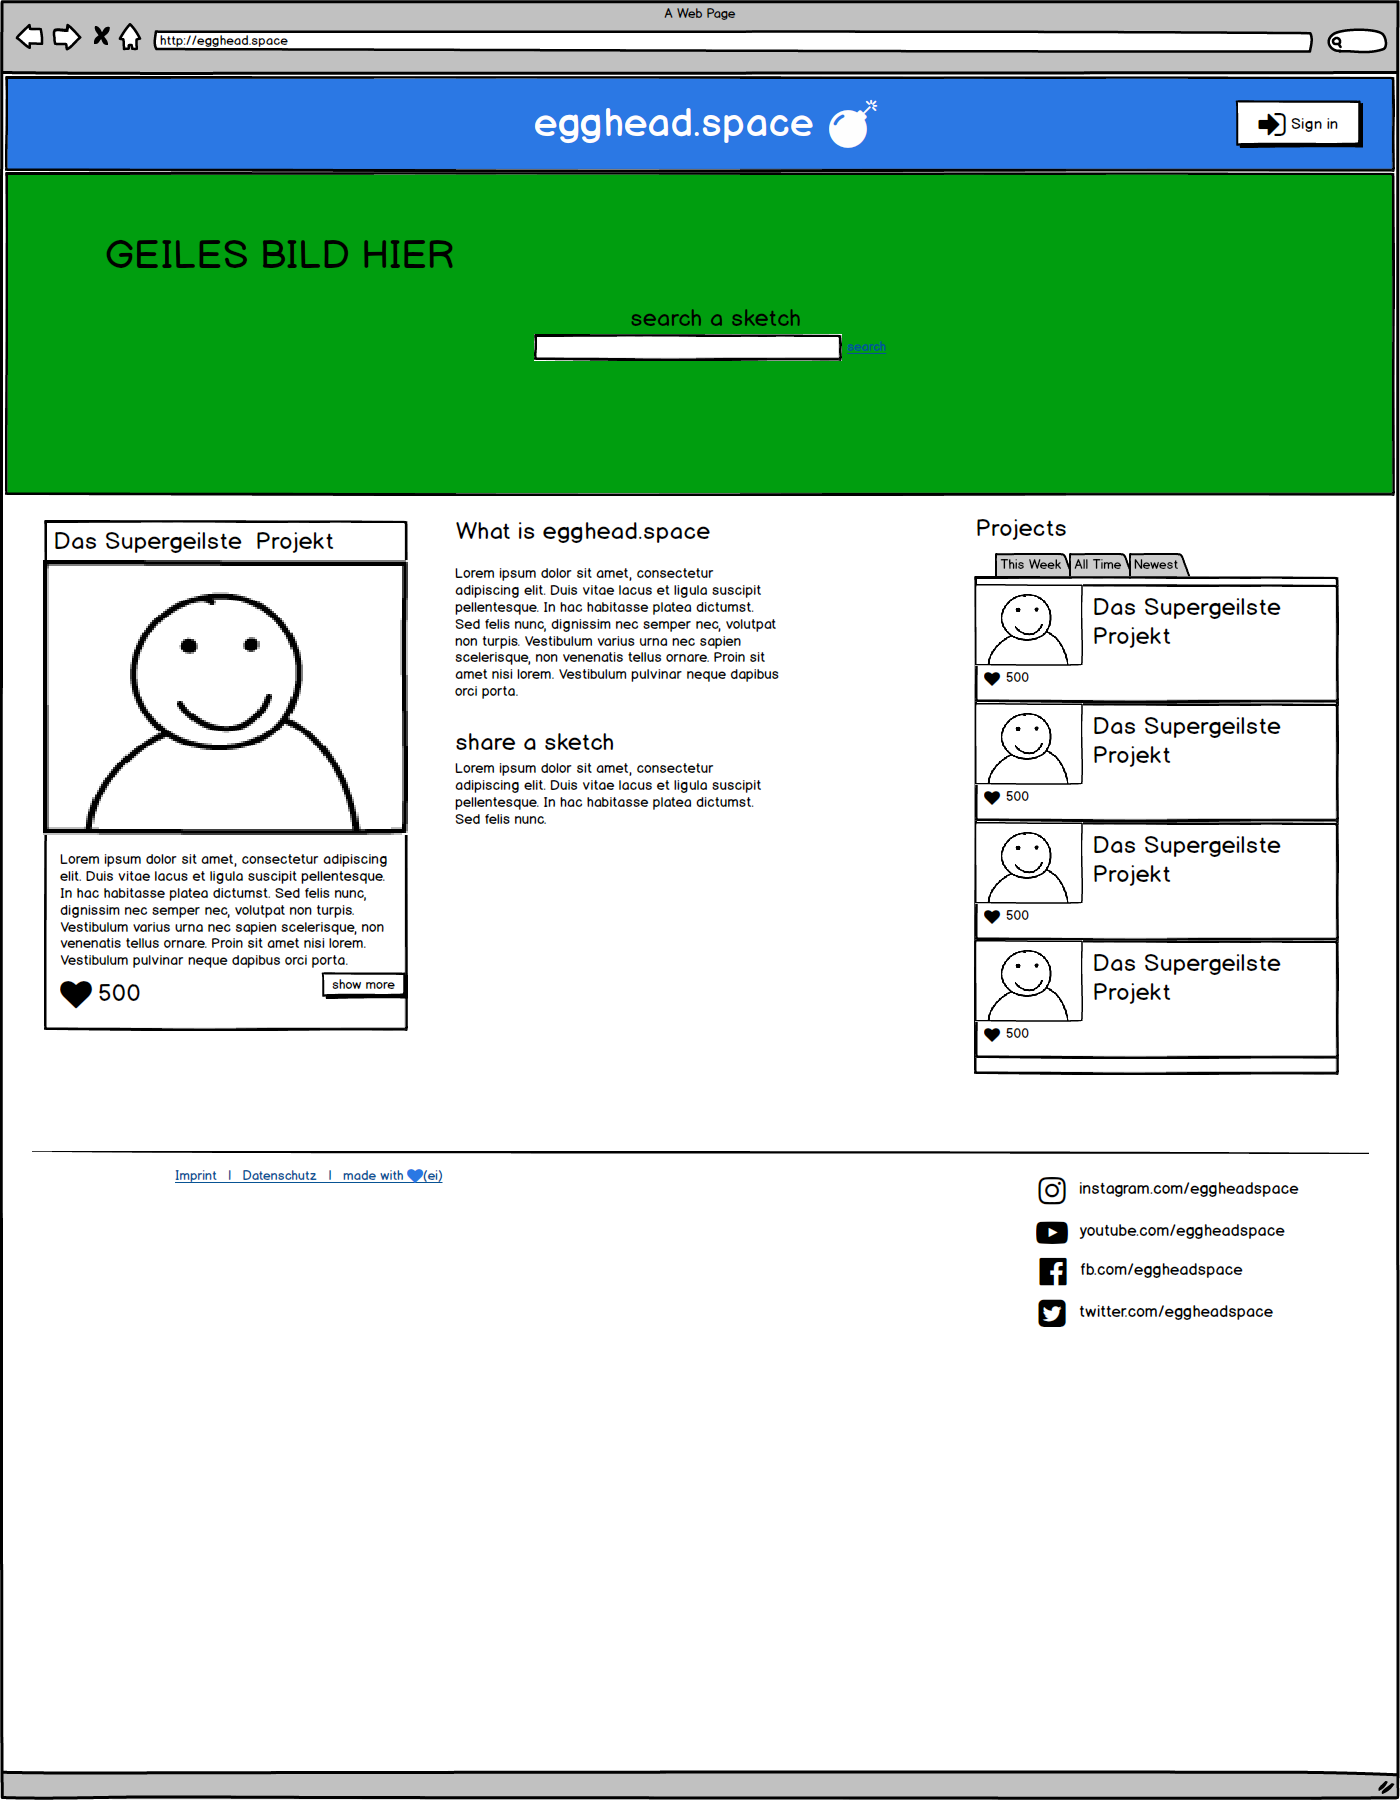 A Web Page
http://egghead.space
egghead.space
Sign in
GEILES BILD HIER
search a sketch
search
Das Supergeilste Projekt
Lorem ipsum dolor sit amet, consectetur adipiscing
elit. Duis vitae lacus et ligula suscipit pellentesque.
In hac habitasse platea dictumst. Sed felis nunc,
dignissim nec semper nec, volutpat non turpis.
Vestibulum varius urna nec sapien scelerisque, non
venenatis tellus ornare. Proin sit amet nisi lorem.
Vestibulum pulvinar neque dapibus orci porta.
500
show more
What is egghead.space
Lorem ipsum dolor sit amet, consectetur
adipiscing elit. Duis vitae lacus et ligula suscipit
pellentesque. In hac habitasse platea dictumst.
Sed felis nunc, dignissim nec semper nec, volutpat
non turpis. Vestibulum varius urna nec sapien
scelerisque, non venenatis tellus ornare. Proin sit
amet nisi lorem. Vestibulum pulvinar neque dapibus
orci porta.
share a sketch
Lorem ipsum dolor sit amet, consectetur
adipiscing elit. Duis vitae lacus et ligula suscipit
pellentesque. In hac habitasse platea dictumst.
Sed felis nunc.
Projects
This Week All Time Newest
Das Supergeilste
Projekt
500
Das Supergeilste
Projekt
500
Das Supergeilste
Projekt
500
Das Supergeilste
Projekt
500
Imprint | Datenschutz | made with (ei)
instagram.com/eggheadspace
youtube.com/eggheadspace
fb.com/eggheadspace
twitter.com/eggheadspace